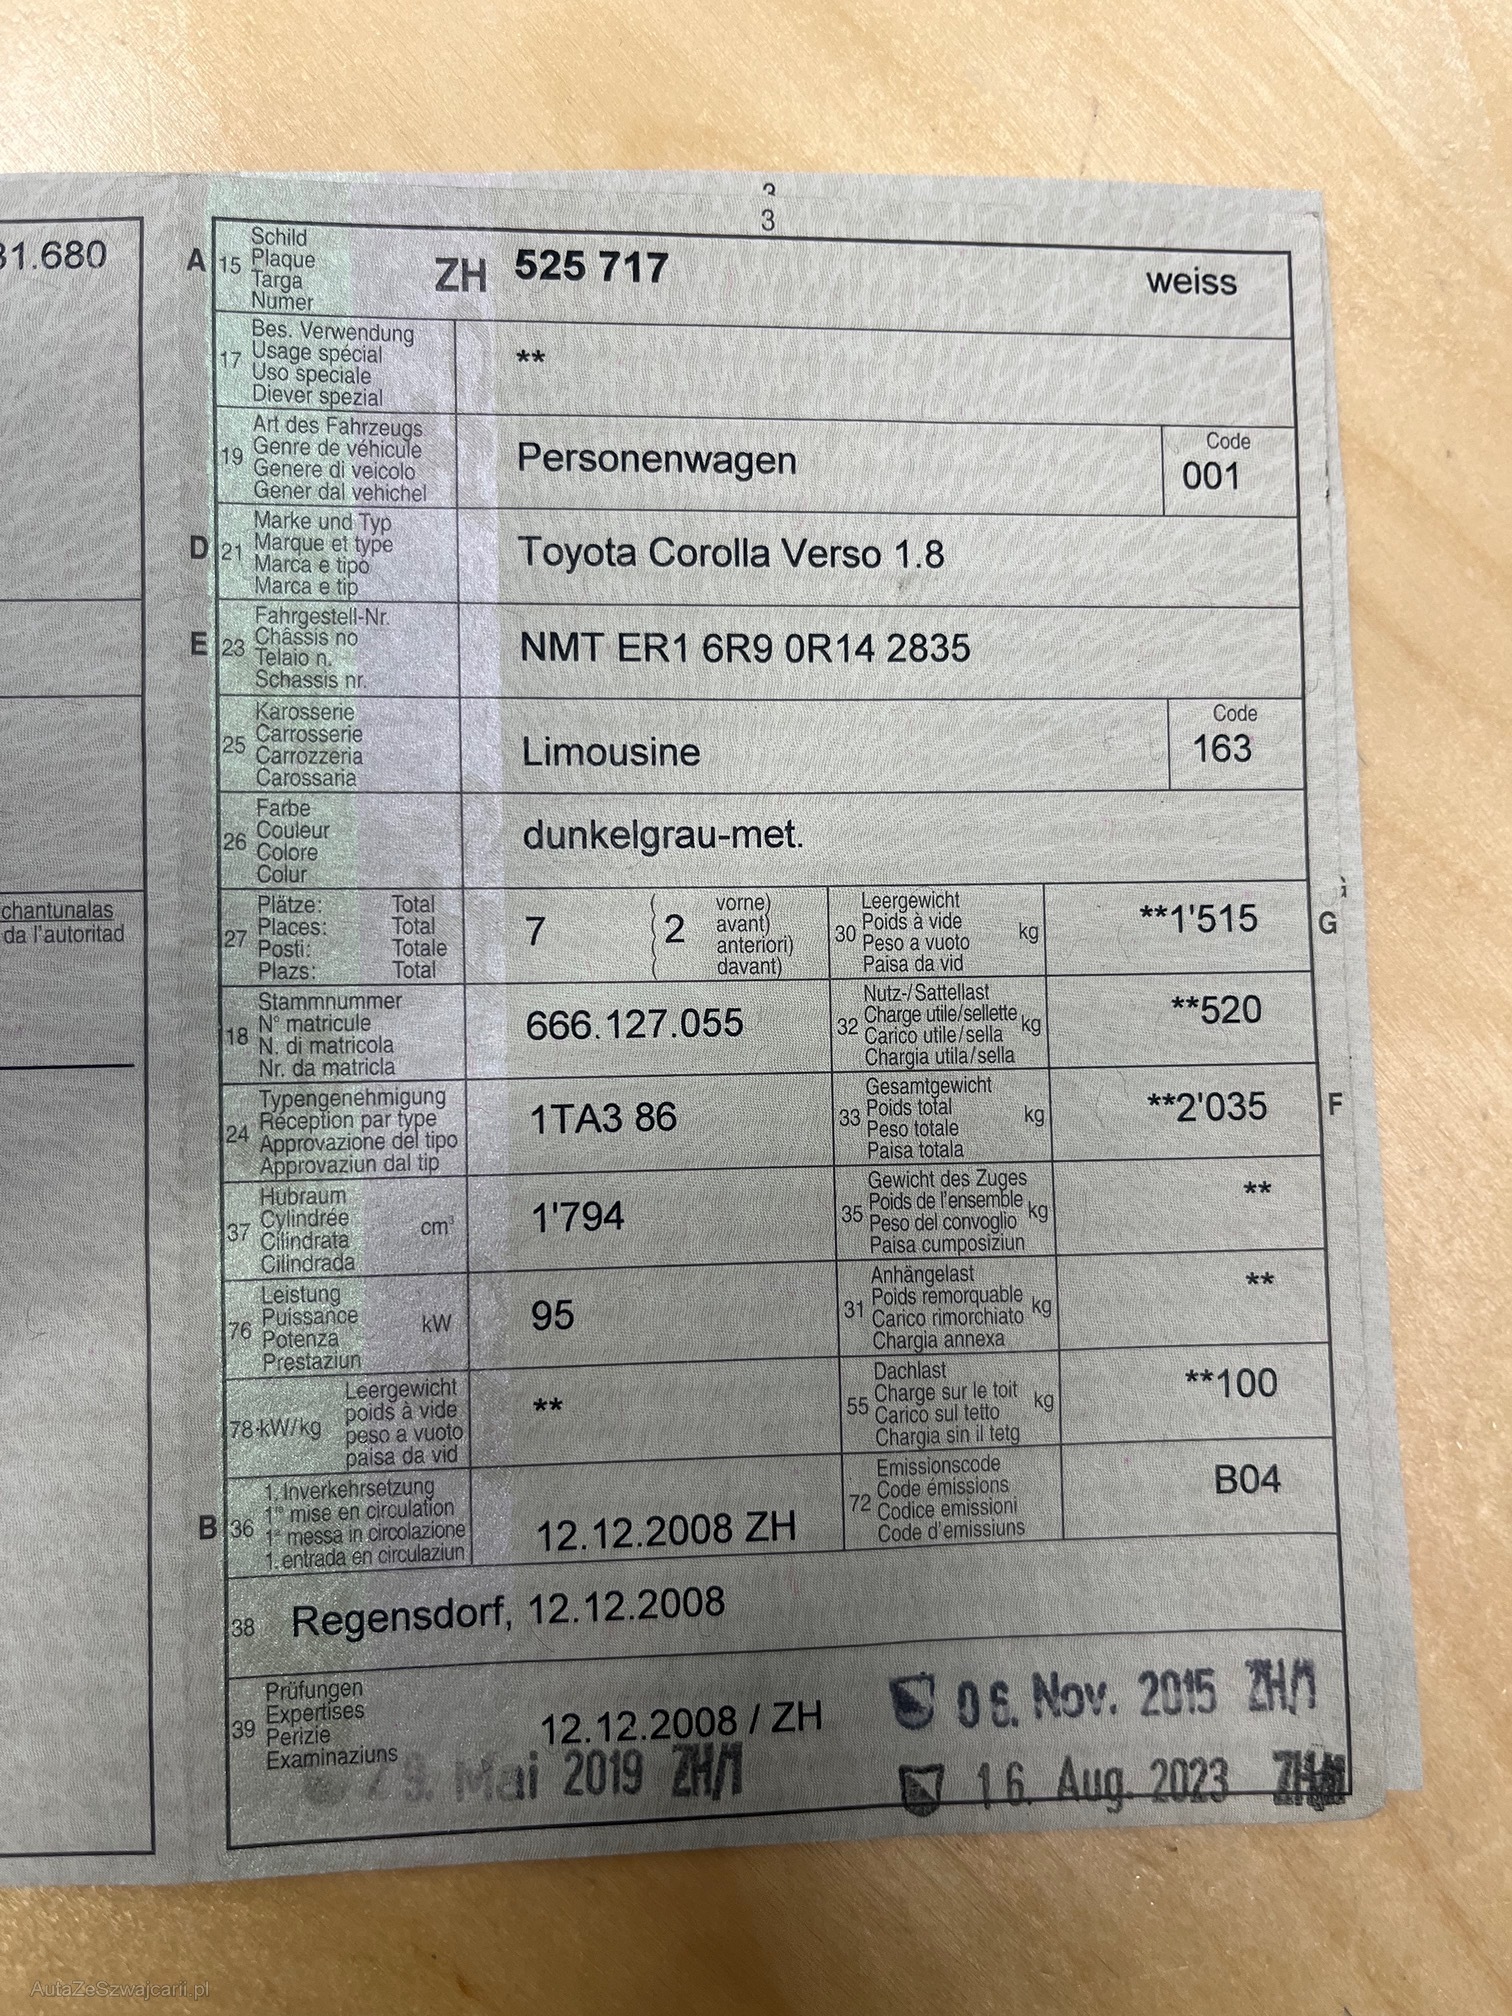 31.680
chantunalas
da l'autoritad
3
3
A 15 Schild
Plaque
Targa
Numer
ZH 525 717 weiss
17 Bes. Verwendung
Usage spécial
Uso speciale
Diever spezial
**
19 Art des Fahrzeugs
Genre de véhicule
Genere di veicolo
Gener dal vehichel
Personenwagen
Code
001
D 21 Marke und Typ
Marque et type
Marca e tipo
Marca e tip
Toyota Corolla Verso 1.8
E 23 Fahrgestell-Nr.
Châssis no
Telaio n.
Schassis nr.
NMT ER1 6R9 0R14 2835
25 Karosserie
Carrosserie
Carrozzeria
Carossaria
Limousine
Code
163
26 Farbe
Couleur
Colore
Colur
dunkelgrau-met.
27 Plätze: Total
Places: Total
Posti: Totale
Plazs: Total
7
( 2 vorne)
avant)
anteriori)
davant)
30 Leergewicht
Poids à vide
Peso a vuoto
Paisa da vid
kg
**1'515
G
18 Stammnummer
N° matricule
N. di matricola
Nr. da matricla
666.127.055
32 Nutz-/Sattellast
Charge utile/sellette
Carico utile/sella
Chargia utila/sella
kg
**520
24 Typengenehmigung
Réception par type
Approvazione del tipo
Approvaziun dal tip
1TA3 86
33 Gesamtgewicht
Poids total
Peso totale
Paisa totala
kg
**2'035
F
37 Hubraum
Cylindrée
Cilindrata
Cilindrada
cm³
1'794
35 Gewicht des Zuges
Poids de l'ensemble
Peso del convoglio
Paisa cumposiziun
kg
**
76 Leistung
Puissance
Potenza
Prestaziun
kW
95
31 Anhängelast
Poids remorquable
Carico rimorchiato
Chargia annexa
kg
**
78 kW/kg Leergewicht
poids à vide
peso a vuoto
paisa da vid
**
55 Dachlast
Charge sur le toit
Carico sul tetto
Chargia sin il tetg
kg
**100
B 36 1. Inverkehrsetzung
1re mise en circulation
1a messa in circolazione
1. entrada en circulaziun
12.12.2008 ZH
72 Emissionscode
Code émissions
Codice emissioni
Code d'emissiuns
B04
38 Regensdorf, 12.12.2008
39 Prüfungen
Expertises
Perizie
Examinaziuns
12.12.2008 / ZH
06. Nov. 2015 ZH/1
29. Mai 2019 ZH/1
16. Aug. 2023
AutaZeSzwajcarii.pl